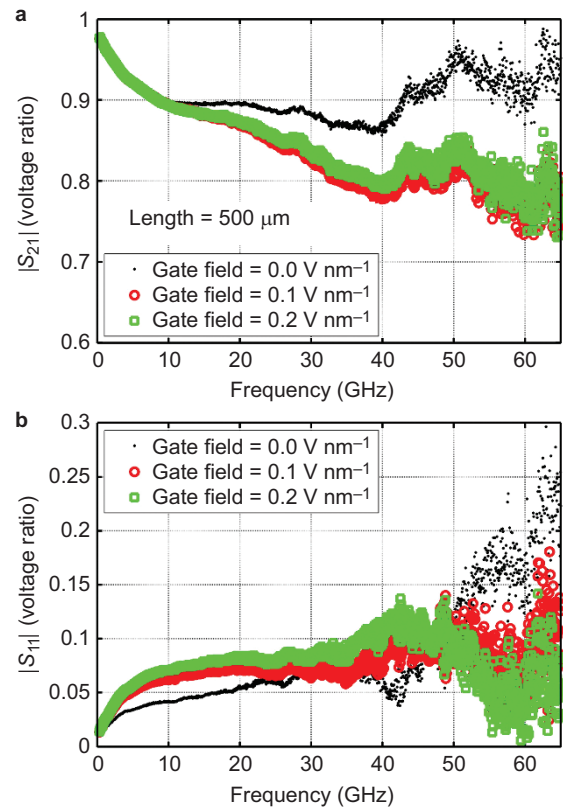 a
1
0.9
0.8
0.7
0.6
|S21| (voltage ratio)
Length = 500 μm
Gate field = 0.0 V nm–1
Gate field = 0.1 V nm–1
Gate field = 0.2 V nm–1
0 10 20 30 40 50 60
Frequency (GHz)
b
0.3
0.25
0.2
0.15
0.1
0.05
0
|S11| (voltage ratio)
Gate field = 0.0 V nm–1
Gate field = 0.1 V nm–1
Gate field = 0.2 V nm–1
0 10 20 30 40 50 60
Frequency (GHz)